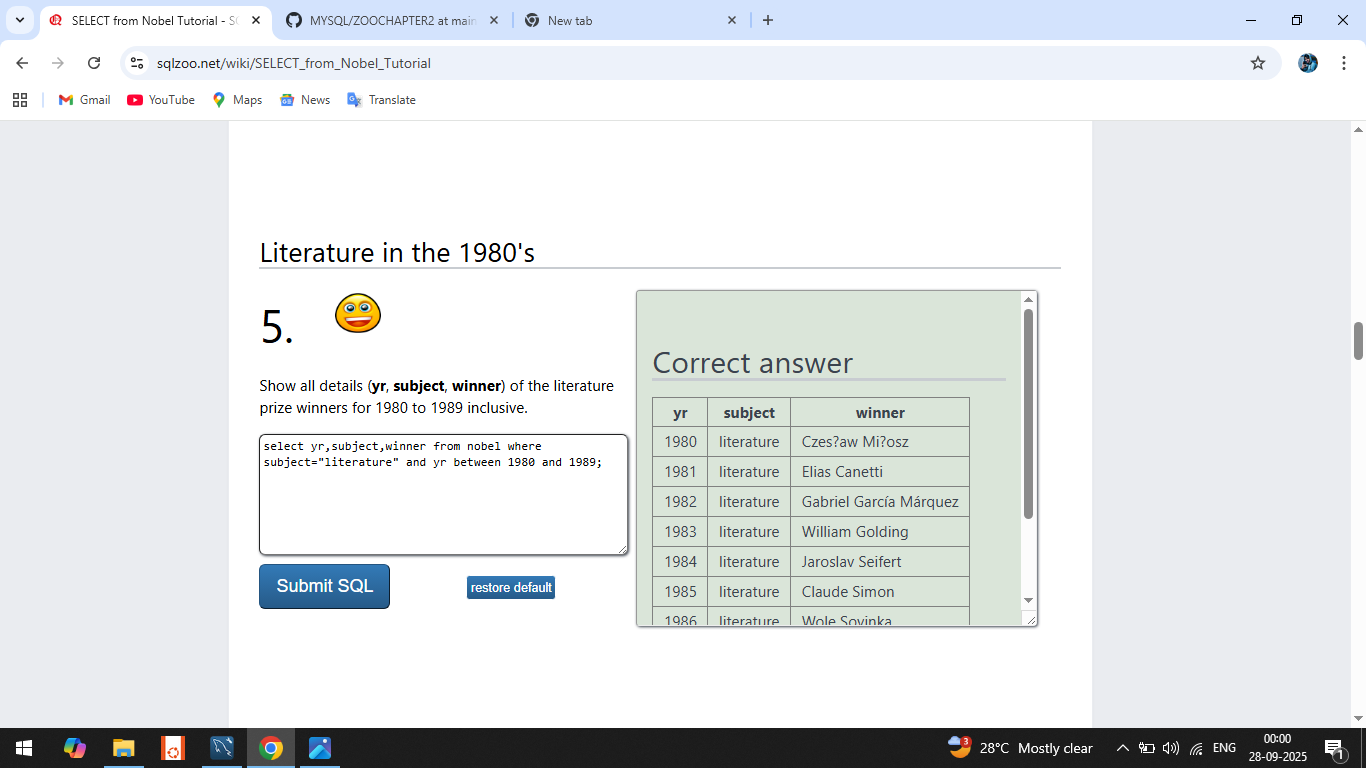 SELECT from Nobel Tutorial - S
MYSQL/ZOOCHAPTER2 at main
New tab
sqlzoo.net/wiki/SELECT_from_Nobel_Tutorial
Gmail
YouTube
Maps
News
Translate
Literature in the 1980's
5.
Show all details (yr, subject, winner) of the literature
prize winners for 1980 to 1989 inclusive.
select yr,subject,winner from nobel where
subject="literature" and yr between 1980 and 1989;
Submit SQL
restore default
Correct answer
yr subject winner
1980 literature Czes?aw Mi?osz
1981 literature Elias Canetti
1982 literature Gabriel García Márquez
1983 literature William Golding
1984 literature Jaroslav Seifert
1985 literature Claude Simon
1986 literature Wole Soyinka
3
28°C Mostly clear
ENG
00:00
28-09-2025
1